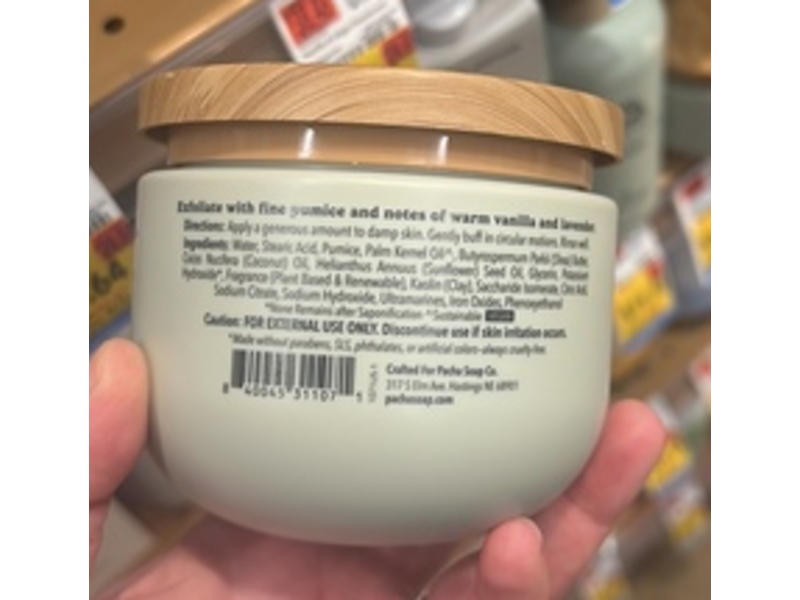 Exfoliate with fine pumice and notes of warm vanilla and lavender.
Directions: Apply a generous amount to damp skin. Gently buff in circular motions. Rinse well.
Ingredients: Water, Stearic Acid, Pumice, Palm Kernel Oil*^, Butyrospermum Parkii (Shea) Butter,
Cocos Nucifera (Coconut) Oil, Helianthus Annuus (Sunflower) Seed Oil, Glycerin, Potassium
Hydroxide*, Fragrance (Plant Based & Renewable), Kaolin (Clay), Saccharide Isomerate, Citric Acid,
Sodium Citrate, Sodium Hydroxide, Ultramarines, Iron Oxides, Phenoxyethanol
*None Remains after Saponification ^Sustainable
Caution: FOR EXTERNAL USE ONLY. Discontinue use if skin irritation occurs.
*Made without parabens, SLS, phthalates, or artificial colors-always cruelty free.
Crafted For Pacha Soap Co.
317 S Elm Ave. Hastings NE 68901
pachasoap.com
8 40045 31107 1
64